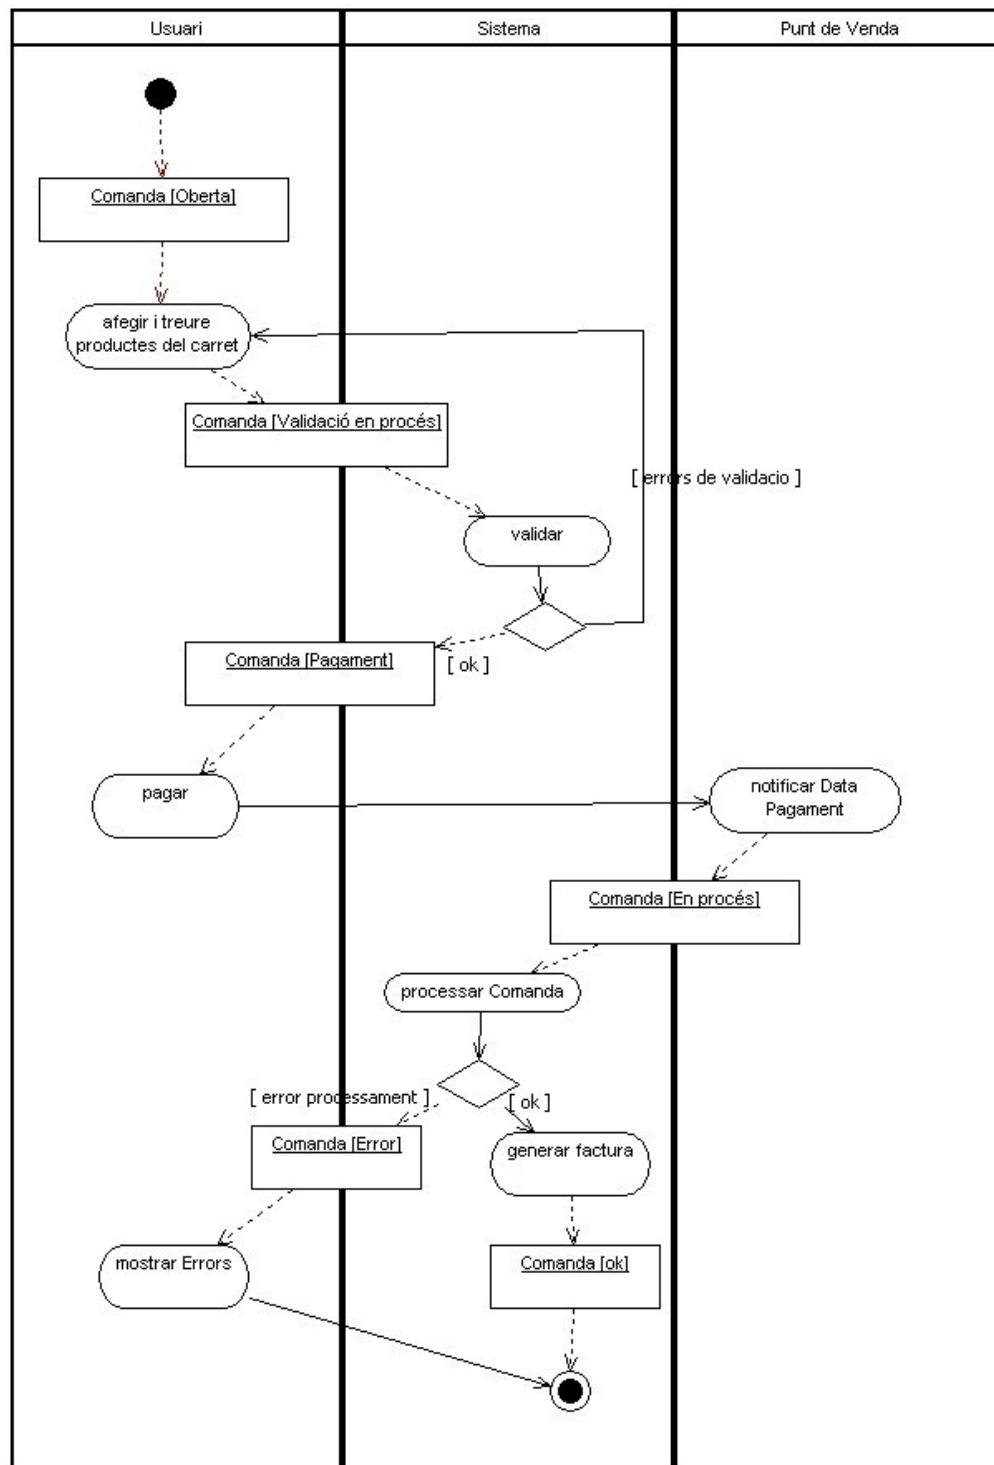 Usuari
Sistema
Punt de Venda
Comanda [Oberta]
afegir i treure
productes del carret
Comanda [Validació en procés]
[ errors de validacio ]
validar
Comanda [Pagament]
[ ok ]
pagar
notificar Data
Pagament
Comanda [En procés]
processar Comanda
[ error processament ]
[ ok ]
Comanda [Error]
generar factura
mostrar Errors
Comanda [ok]